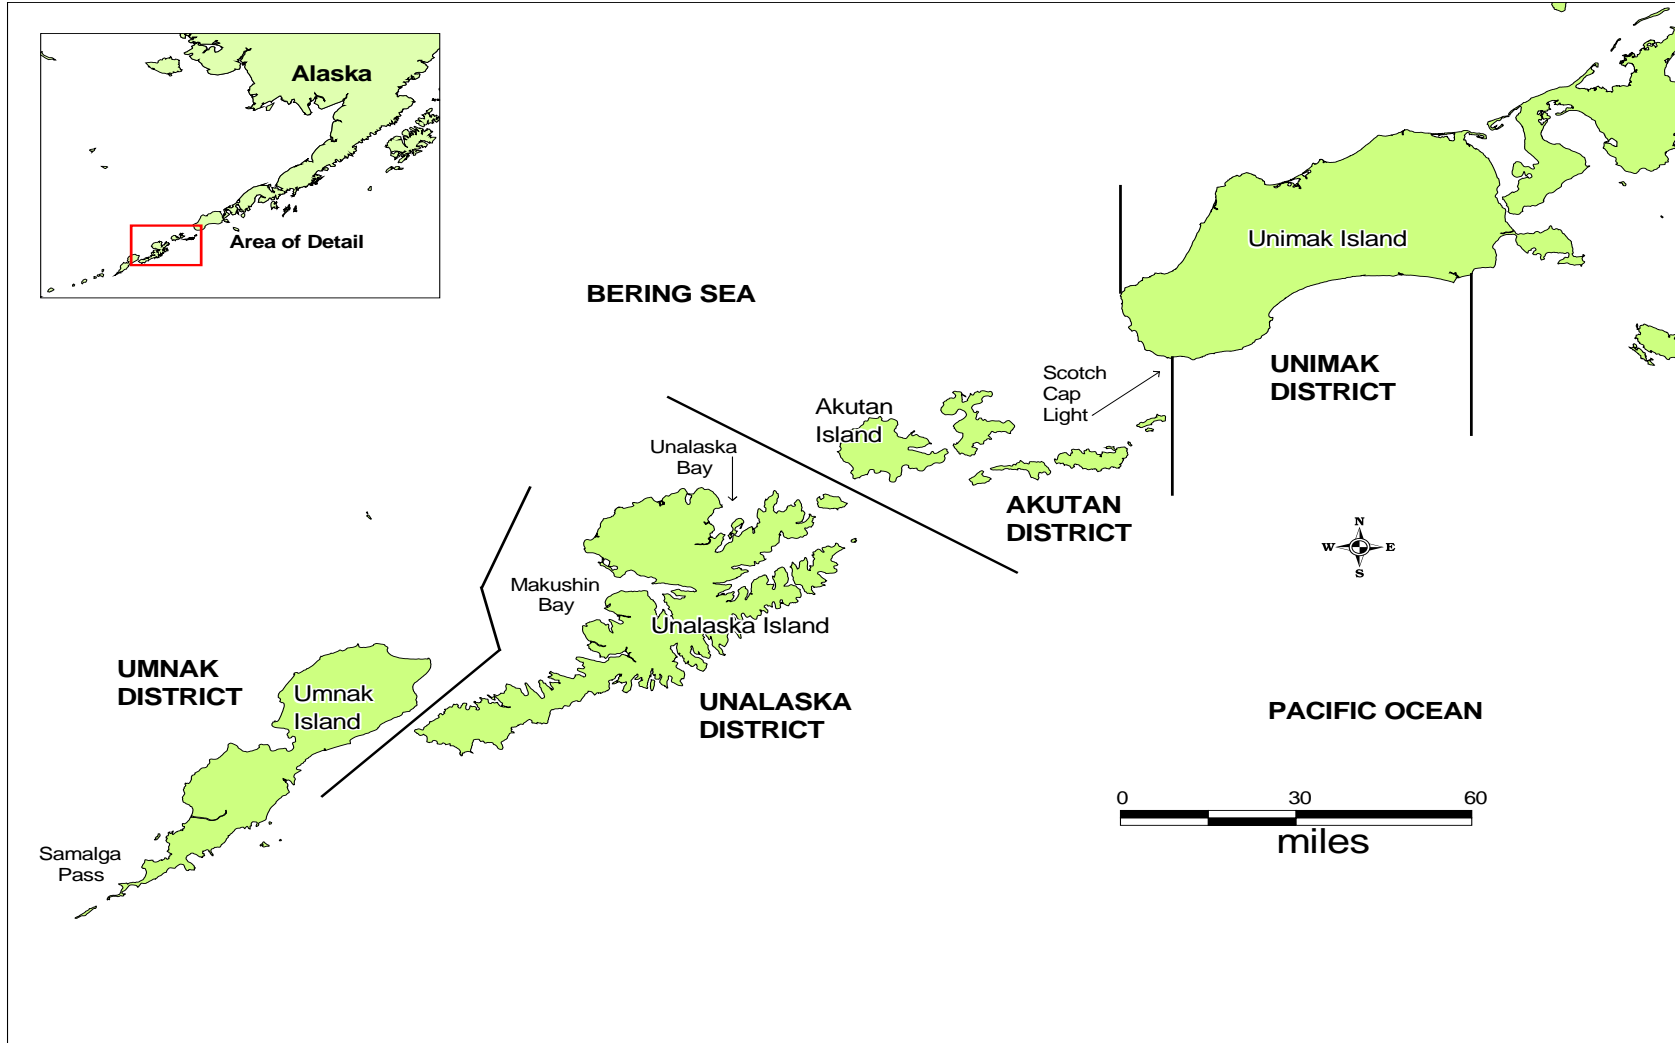 Alaska
Area of Detail
BERING SEA
Unimak Island
UNIMAK
DISTRICT
Scotch
Cap
Light
Akutan
Island
Unalaska
Bay
AKUTAN
DISTRICT
N
W E
S
Makushin
Bay
Unalaska Island
UMNAK
DISTRICT
Umnak
Island
UNALASKA
DISTRICT
PACIFIC OCEAN
0 30 60
miles
Samalga
Pass